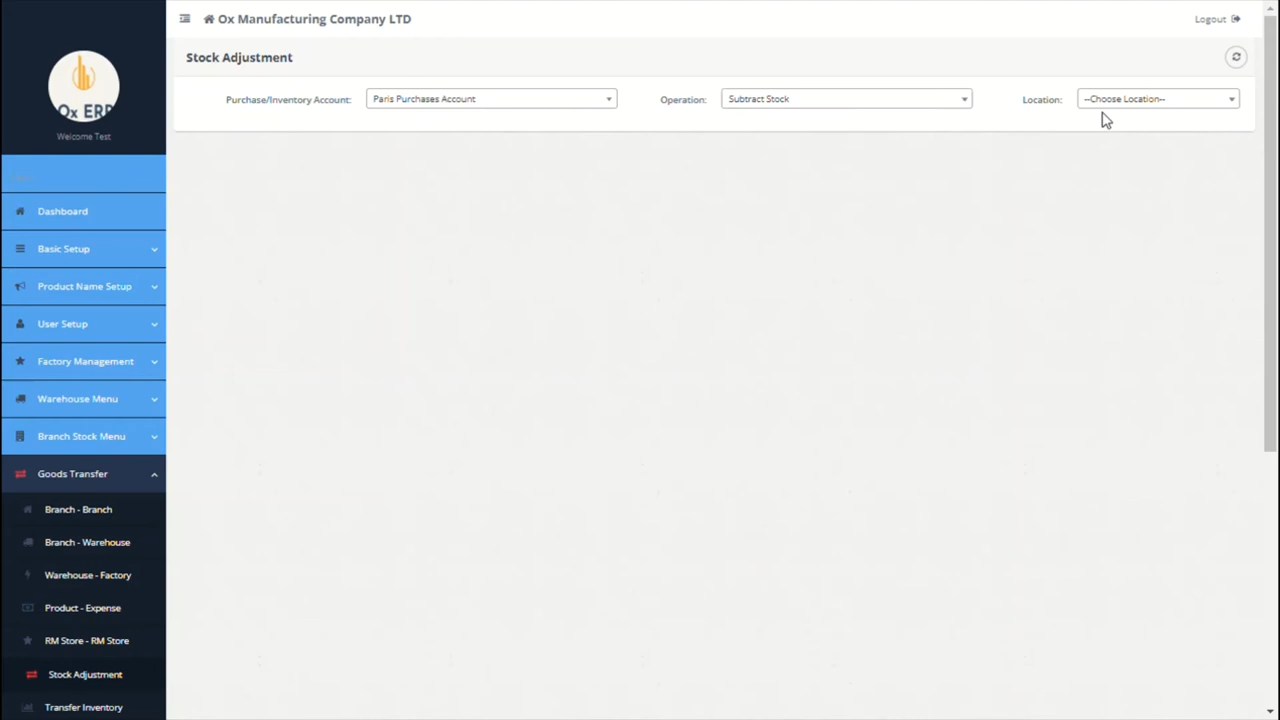 Ox Manufacturing Company LTD
Logout
Ox ERP
Welcome Test
Stock Adjustment
Purchase/Inventory Account: Paris Purchases Account Operation: Subtract Stock Location: --Choose Location--
Dashboard
Basic Setup
Product Name Setup
User Setup
Factory Management
Warehouse Menu
Branch Stock Menu
Goods Transfer
Branch - Branch
Branch - Warehouse
Warehouse - Factory
Product - Expense
RM Store - RM Store
Stock Adjustment
Transfer Inventory